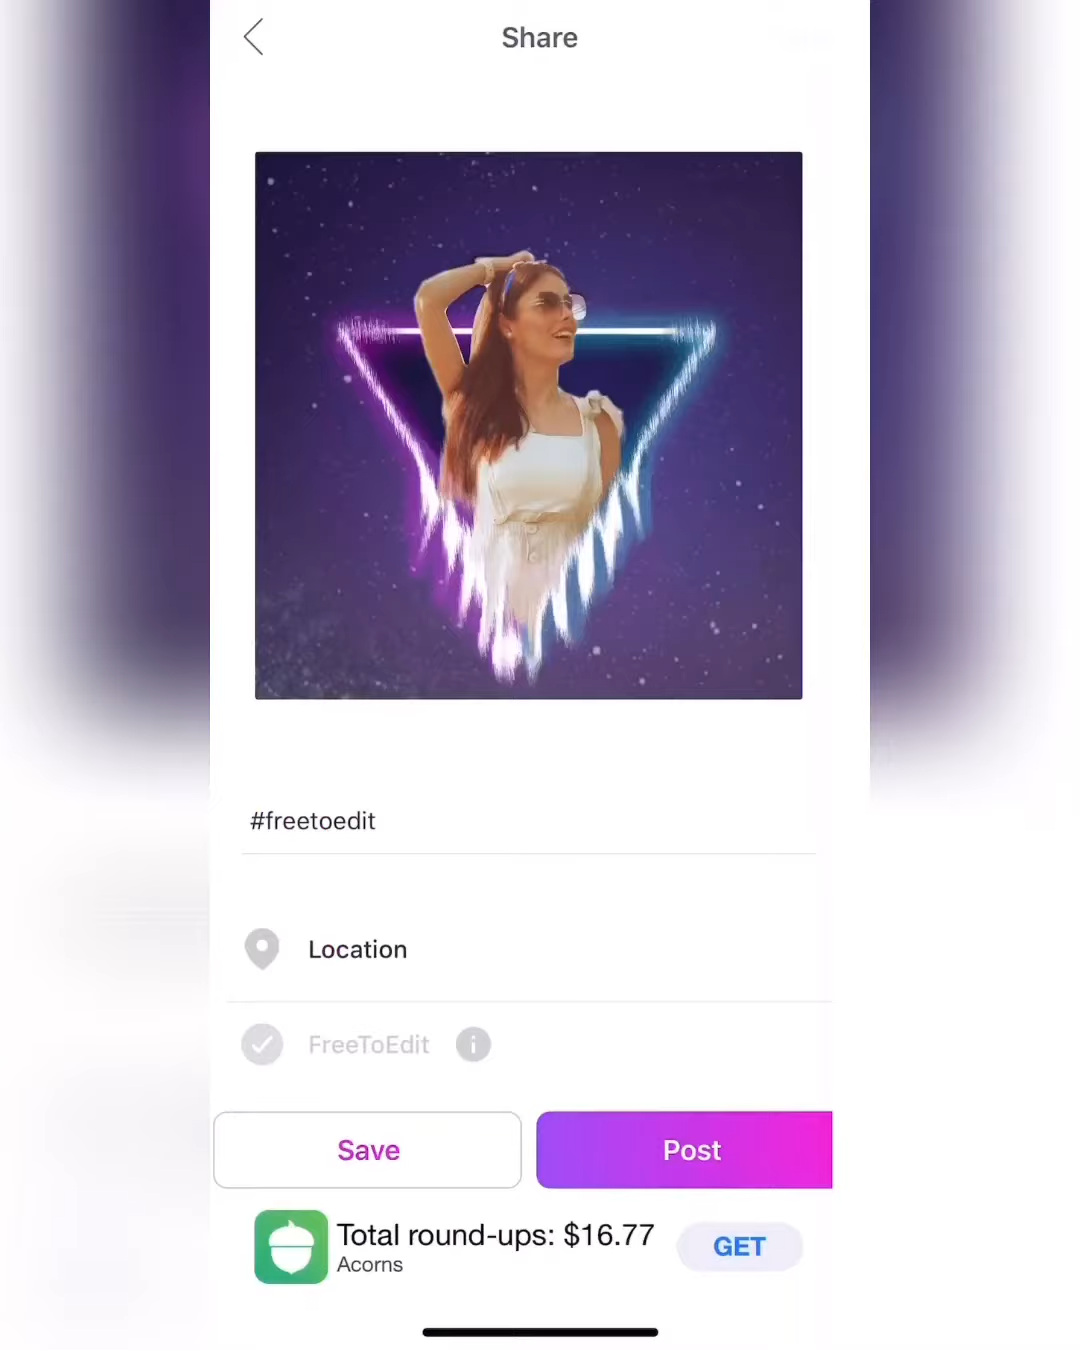 Share
#freetoedit
Location
FreeToEdit
Save
Post
Total round-ups: $16.77
Acorns
GET